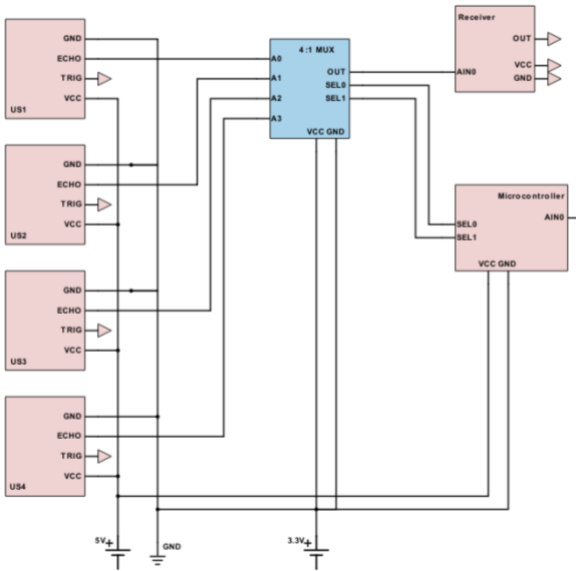 GND
ECHO
TRIG
VCC
US1
GND
ECHO
TRIG
VCC
US2
GND
ECHO
TRIG
VCC
US3
GND
ECHO
TRIG
VCC
US4
4:1 MUX
A0
A1
A2
A3
OUT
SEL0
SEL1
VCC GND
Receiver
OUT
AIN0
VCC
GND
Microcontroller
AIN0
SEL0
SEL1
VCC GND
5V+
GND
3.3V+